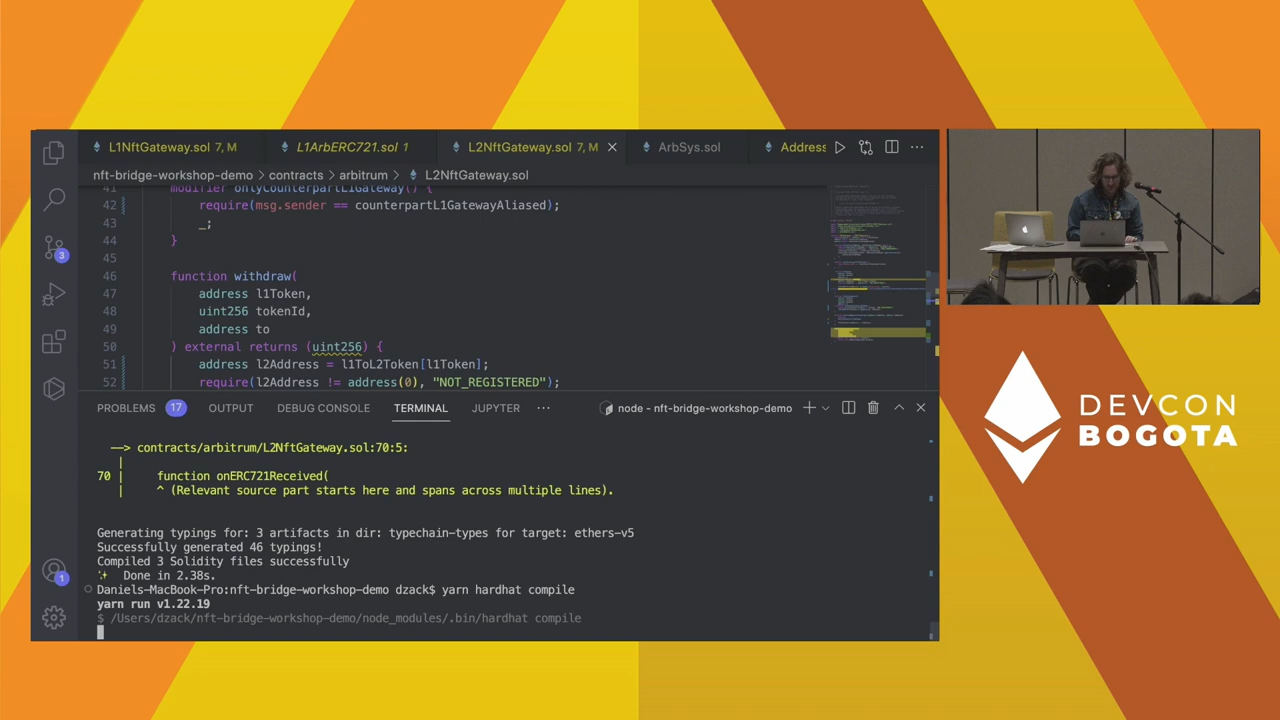 L1NftGateway.sol 7, M
L1ArbERC721.sol 1
L2NftGateway.sol 7, M
ArbSys.sol
Address
nft-bridge-workshop-demo > contracts > arbitrum > L2NftGateway.sol
41 modifier onlyCounterpartL1Gateway() {
42 require(msg.sender == counterpartL1GatewayAliased);
43 _;
44 }
45
46 function withdraw(
47 address l1Token,
48 uint256 tokenId,
49 address to
50 ) external returns (uint256) {
51 address l2Address = l1ToL2Token[l1Token];
52 require(l2Address != address(0), "NOT_REGISTERED");
3
1
PROBLEMS 17 OUTPUT DEBUG CONSOLE TERMINAL JUPYTER ··· node - nft-bridge-workshop-demo
--> contracts/arbitrum/L2NftGateway.sol:70:5:
|
70 | function onERC721Received(
| ^ (Relevant source part starts here and spans across multiple lines).
Generating typings for: 3 artifacts in dir: typechain-types for target: ethers-v5
Successfully generated 46 typings!
Compiled 3 Solidity files successfully
✨ Done in 2.38s.
Daniels-MacBook-Pro:nft-bridge-workshop-demo dzack$ yarn hardhat compile
yarn run v1.22.19
$ /Users/dzack/nft-bridge-workshop-demo/node_modules/.bin/hardhat compile
DEVCON
BOGOTA